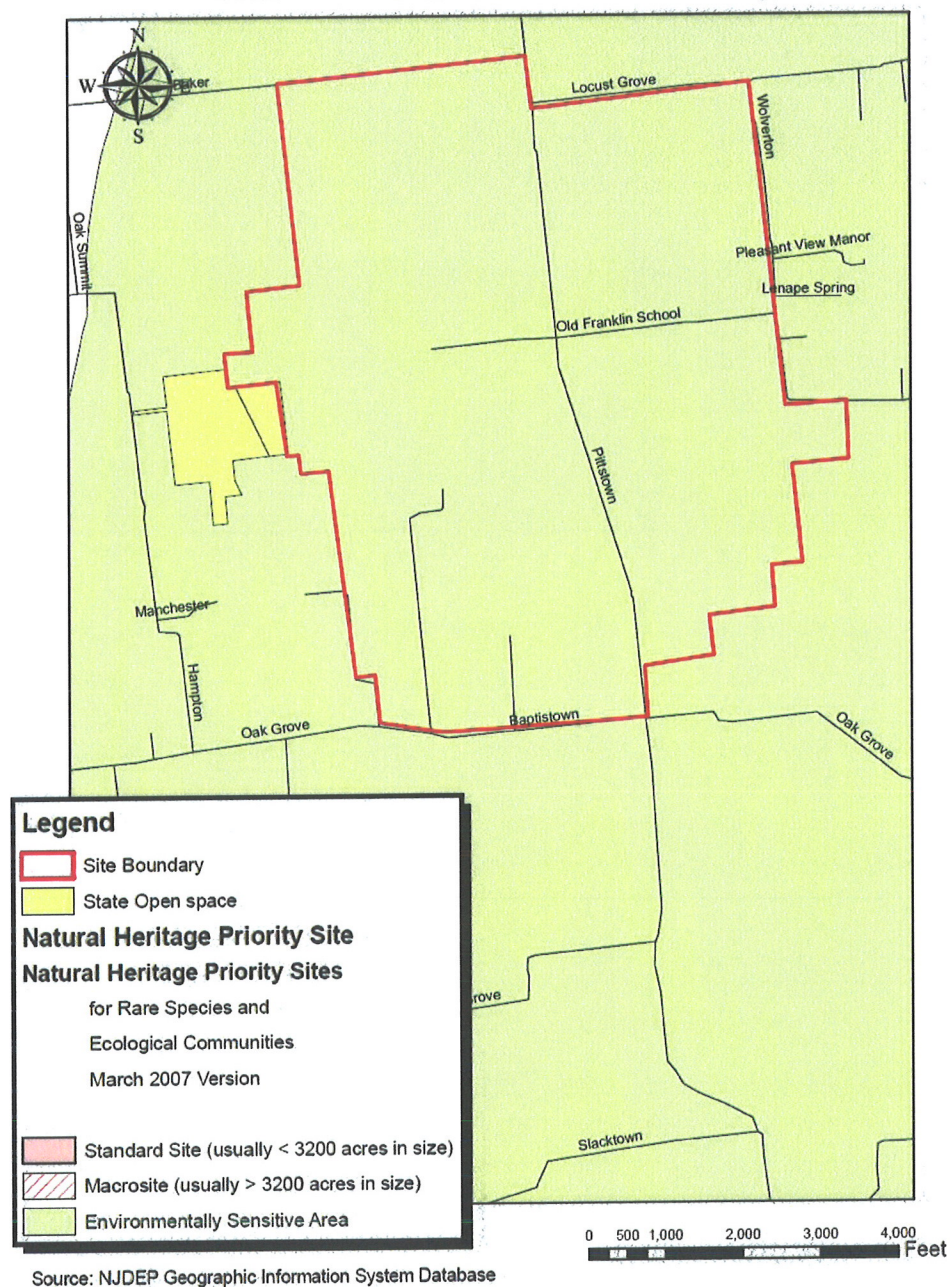 N
W
S
Locust Grove
Wolverton
Oak Summit
Pleasant View Manor
Lenape Spring
Old Franklin School
Pittstown
Manchester
Hampton
Oak Grove
Baptistown
Oak Grove
Legend
Site Boundary
State Open space
Natural Heritage Priority Site
Natural Heritage Priority Sites
for Rare Species and
Ecological Communities
March 2007 Version
rove
Standard Site (usually < 3200 acres in size)
Macrosite (usually > 3200 acres in size)
Environmentally Sensitive Area
Slacktown
0 500 1,000 2,000 3,000 4,000
Feet
Source: NJDEP Geographic Information System Database